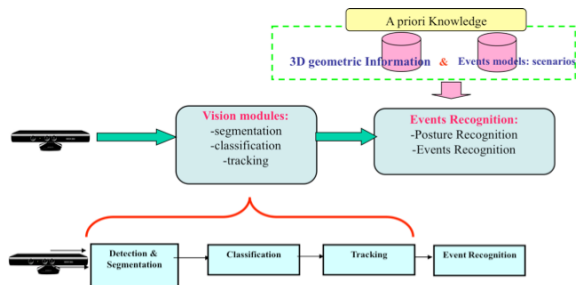 A priori Knowledge
3D geometric Information & Events models: scenarios
Vision modules:
-segmentation
-classification
-tracking
Events Recognition:
-Posture Recognition
-Events Recognition
Detection &
Segmentation
Classification
Tracking
Event Recognition